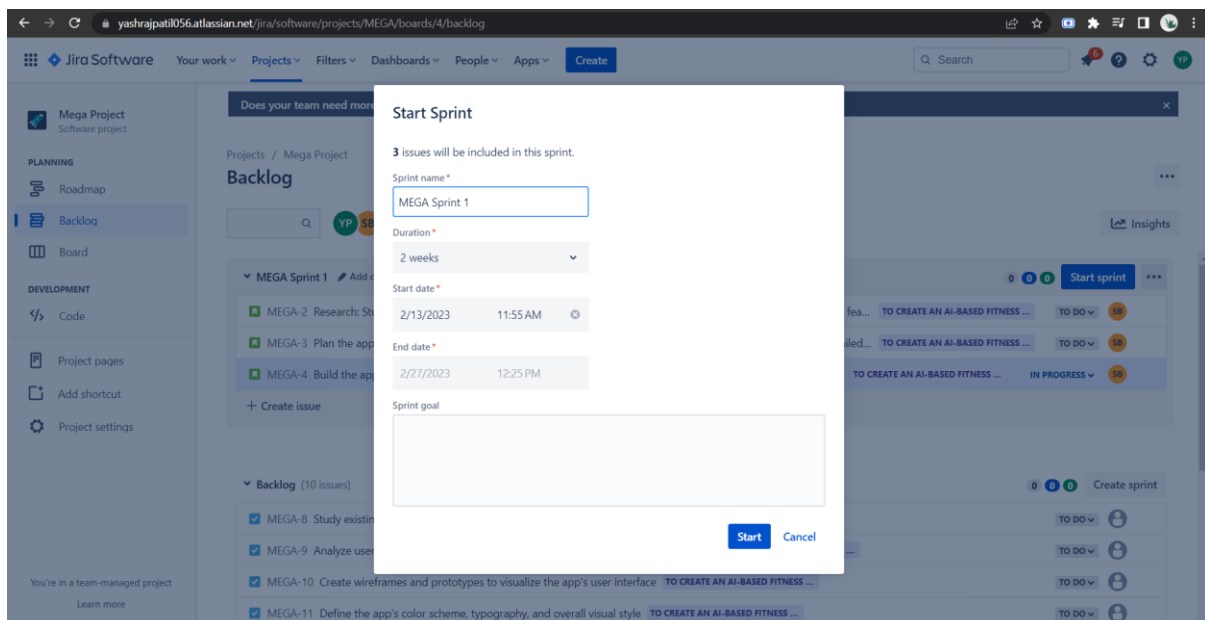 yashrajpatil056.atlassian.net/jira/software/projects/MEGA/boards/4/backlog
Jira Software Your work Projects Filters Dashboards People Apps Create Search 6 YP
Does your team need more
Mega Project
Software project
PLANNING
Roadmap
Backlog
Board
DEVELOPMENT
Code
Project pages
Add shortcut
Project settings
You're in a team-managed project
Learn more
Projects / Mega Project
Backlog
YP SB
Insights
MEGA Sprint 1 Add
0 0 0 Start sprint
MEGA-2 Research:
fea... TO CREATE AN AI-BASED FITNESS ... TO DO SB
MEGA-3 Plan the app
iled... TO CREATE AN AI-BASED FITNESS ... TO DO SB
MEGA-4 Build the
TO CREATE AN AI-BASED FITNESS ... IN PROGRESS SB
+ Create issue
Backlog (10 issues)
0 0 0 Create sprint
MEGA-8 Study
TO DO
MEGA-9 Analyze
... TO DO
MEGA-10 Create wireframes and prototypes to visualize the app's user interface TO CREATE AN AI-BASED FITNESS ... TO DO
MEGA-11 Define the app's color scheme, typography, and overall visual style TO CREATE AN AI-BASED FITNESS ... TO DO
Start Sprint
3 issues will be included in this sprint.
Sprint name*
MEGA Sprint 1
Duration*
2 weeks
Start date*
2/13/2023 11:55 AM
End date*
2/27/2023 12:25 PM
Sprint goal
Start Cancel